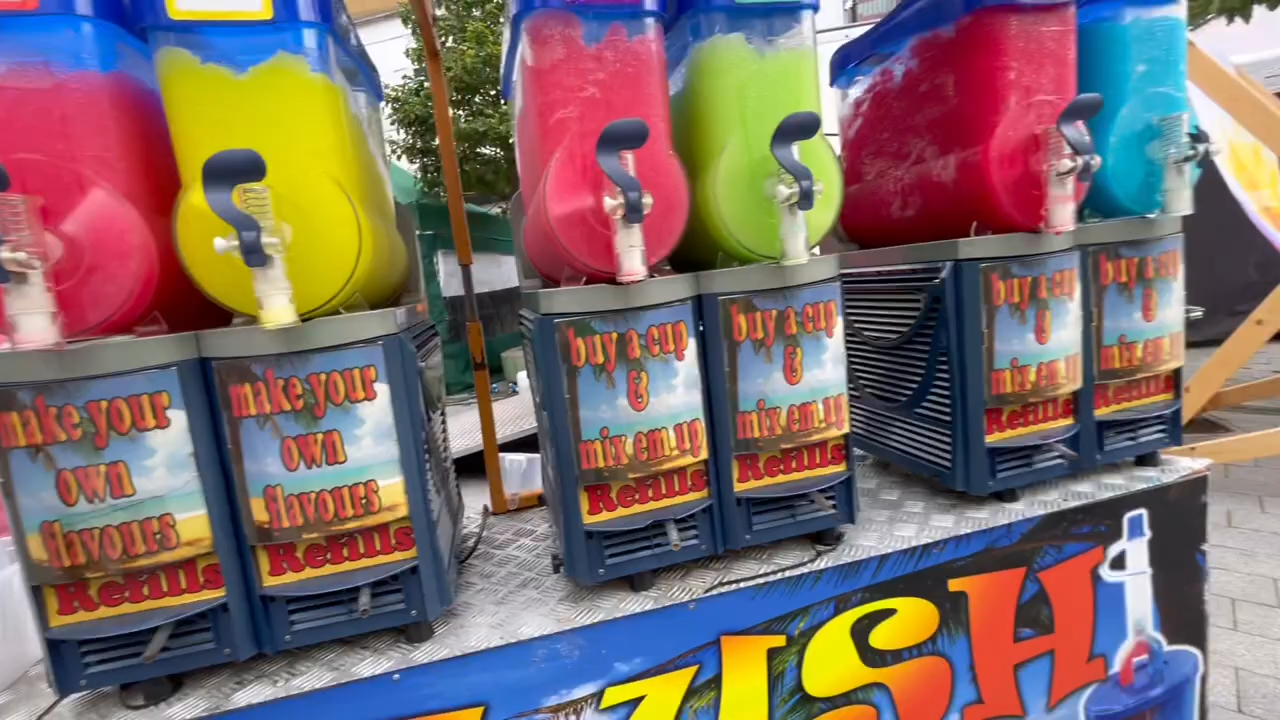 make your
own
flavours
Refills
make your
own
flavours
Refills
buy a cup
&
mix em up
Refills
buy a cup
&
mix em up
Refills
buy a cup
&
mix em up
Refills
buy a cup
&
mix em up
Refills
USH